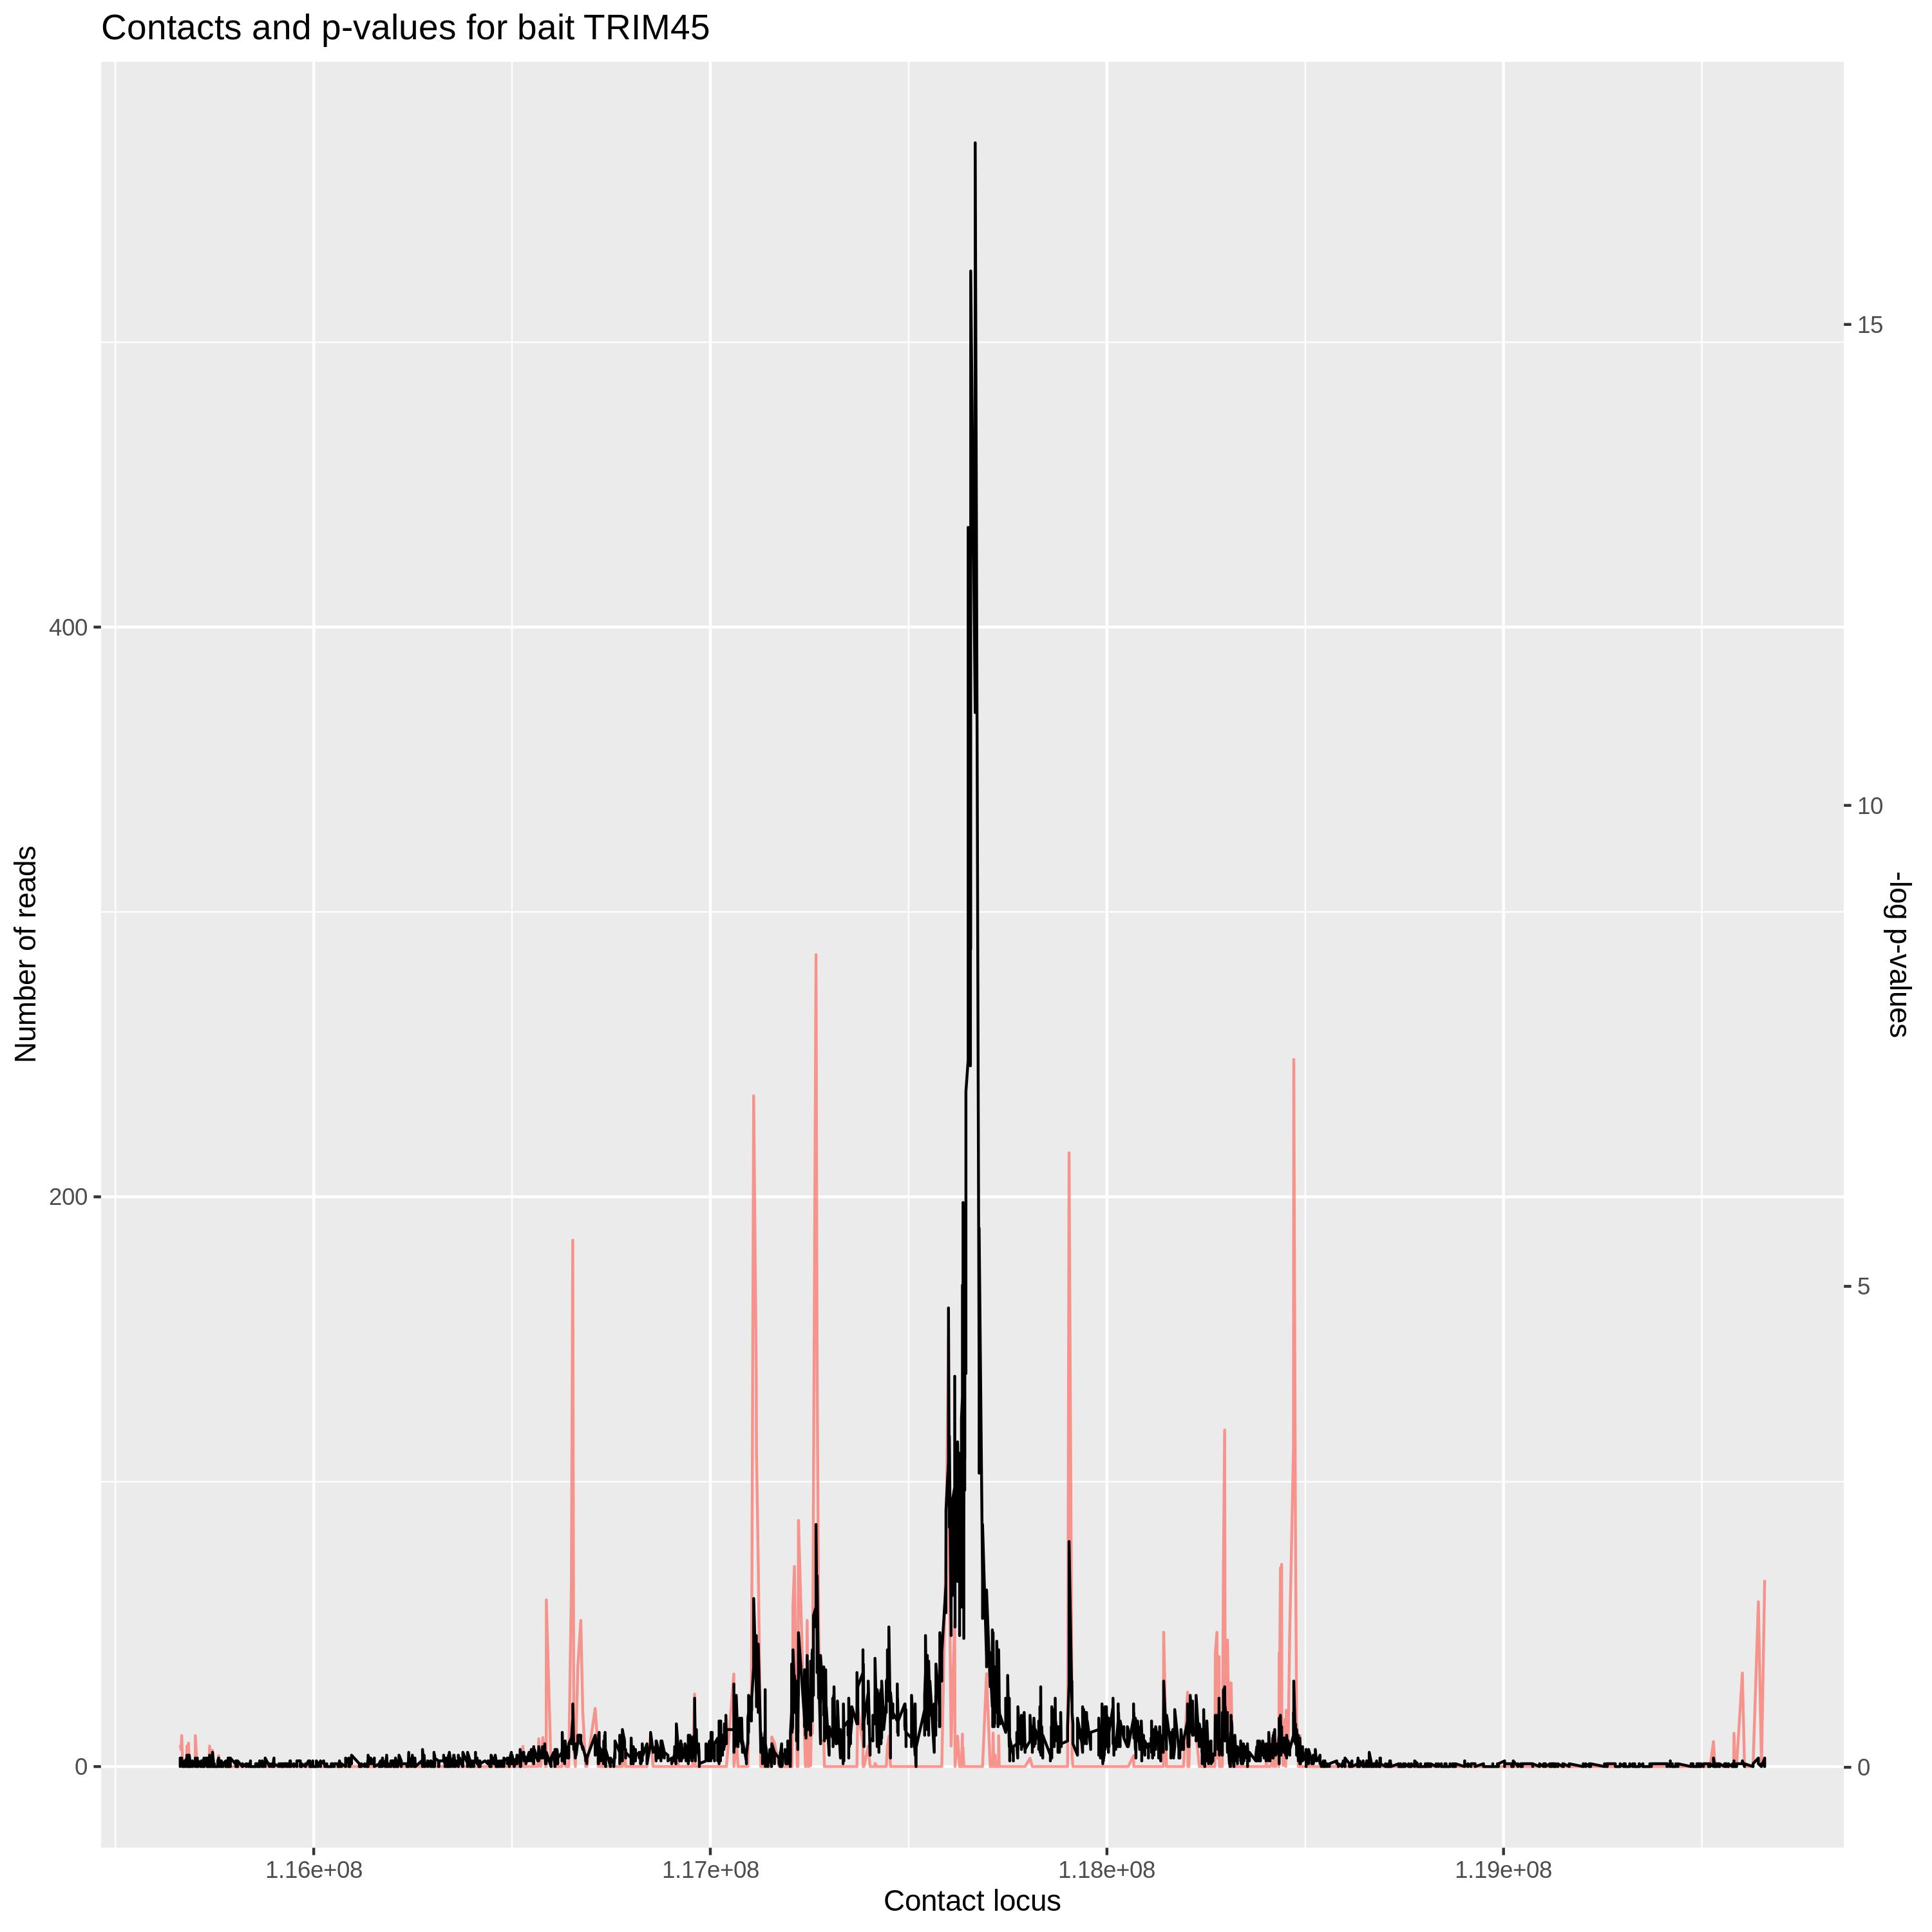 Contacts and p-values for bait TRIM45
Number of reads
400
200
0
15
10
5
0
-log p-values
1.16e+08
1.17e+08
1.18e+08
1.19e+08
Contact locus